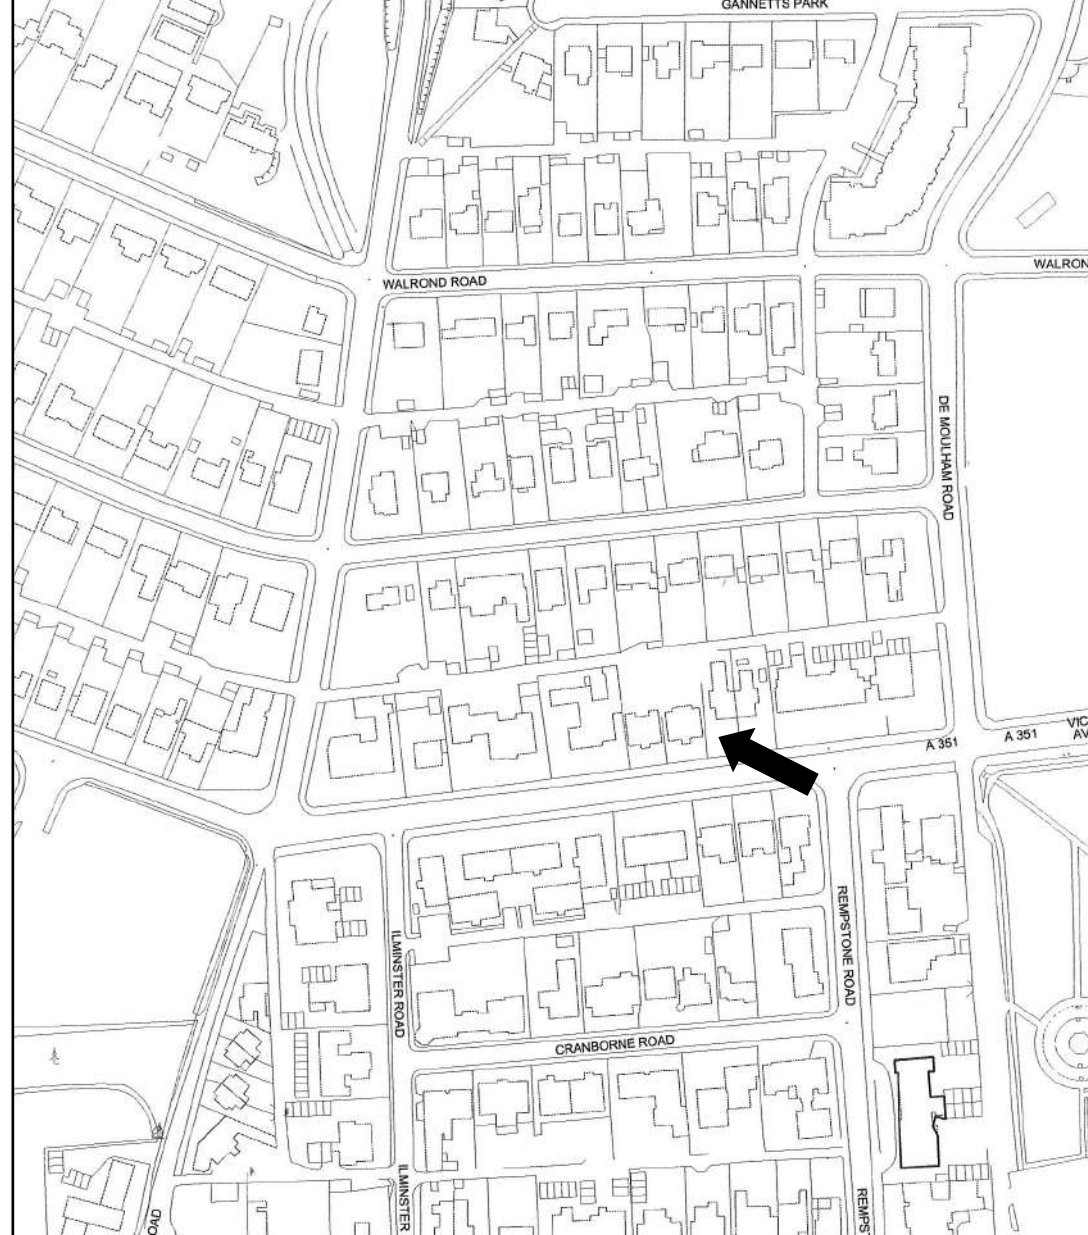 GANNETTS PARK
WALROND ROAD
WALRON
DE MOULHAM ROAD
A 351
A 351
VIC
AV
ILMINSTER ROAD
REMPSTONE ROAD
CRANBORNE ROAD
OAD
ILMINSTER
REMPS